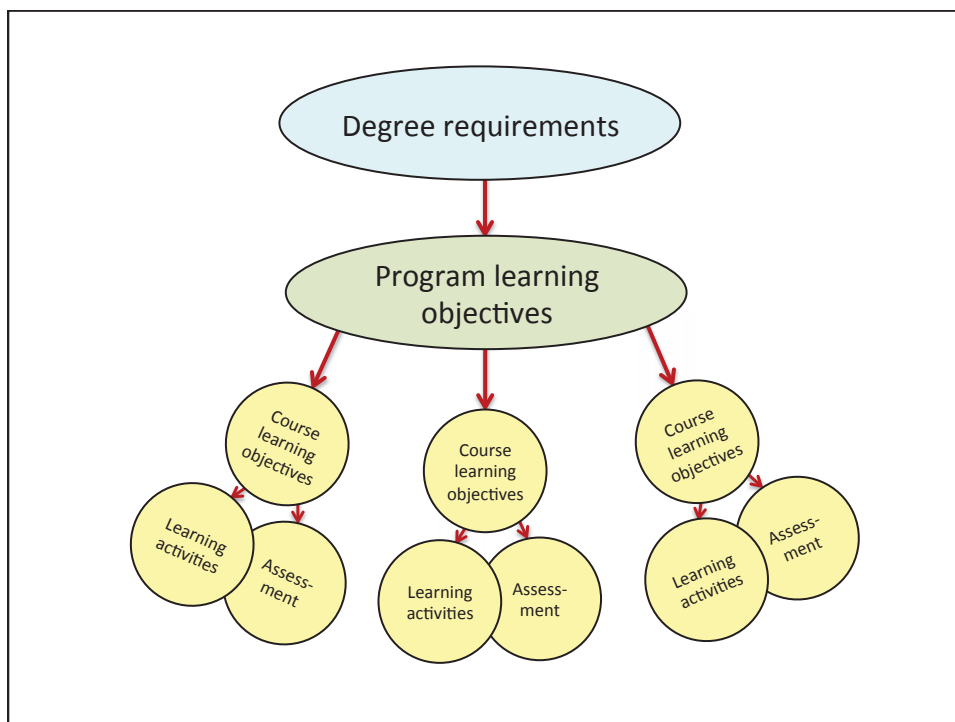 Degree requirements
Program learning
objectives
Course
learning
objectives
Learning
activities
Assess-
ment
Course
learning
objectives
Learning
activities
Assess-
ment
Course
learning
objectives
Learning
activities
Assess-
ment